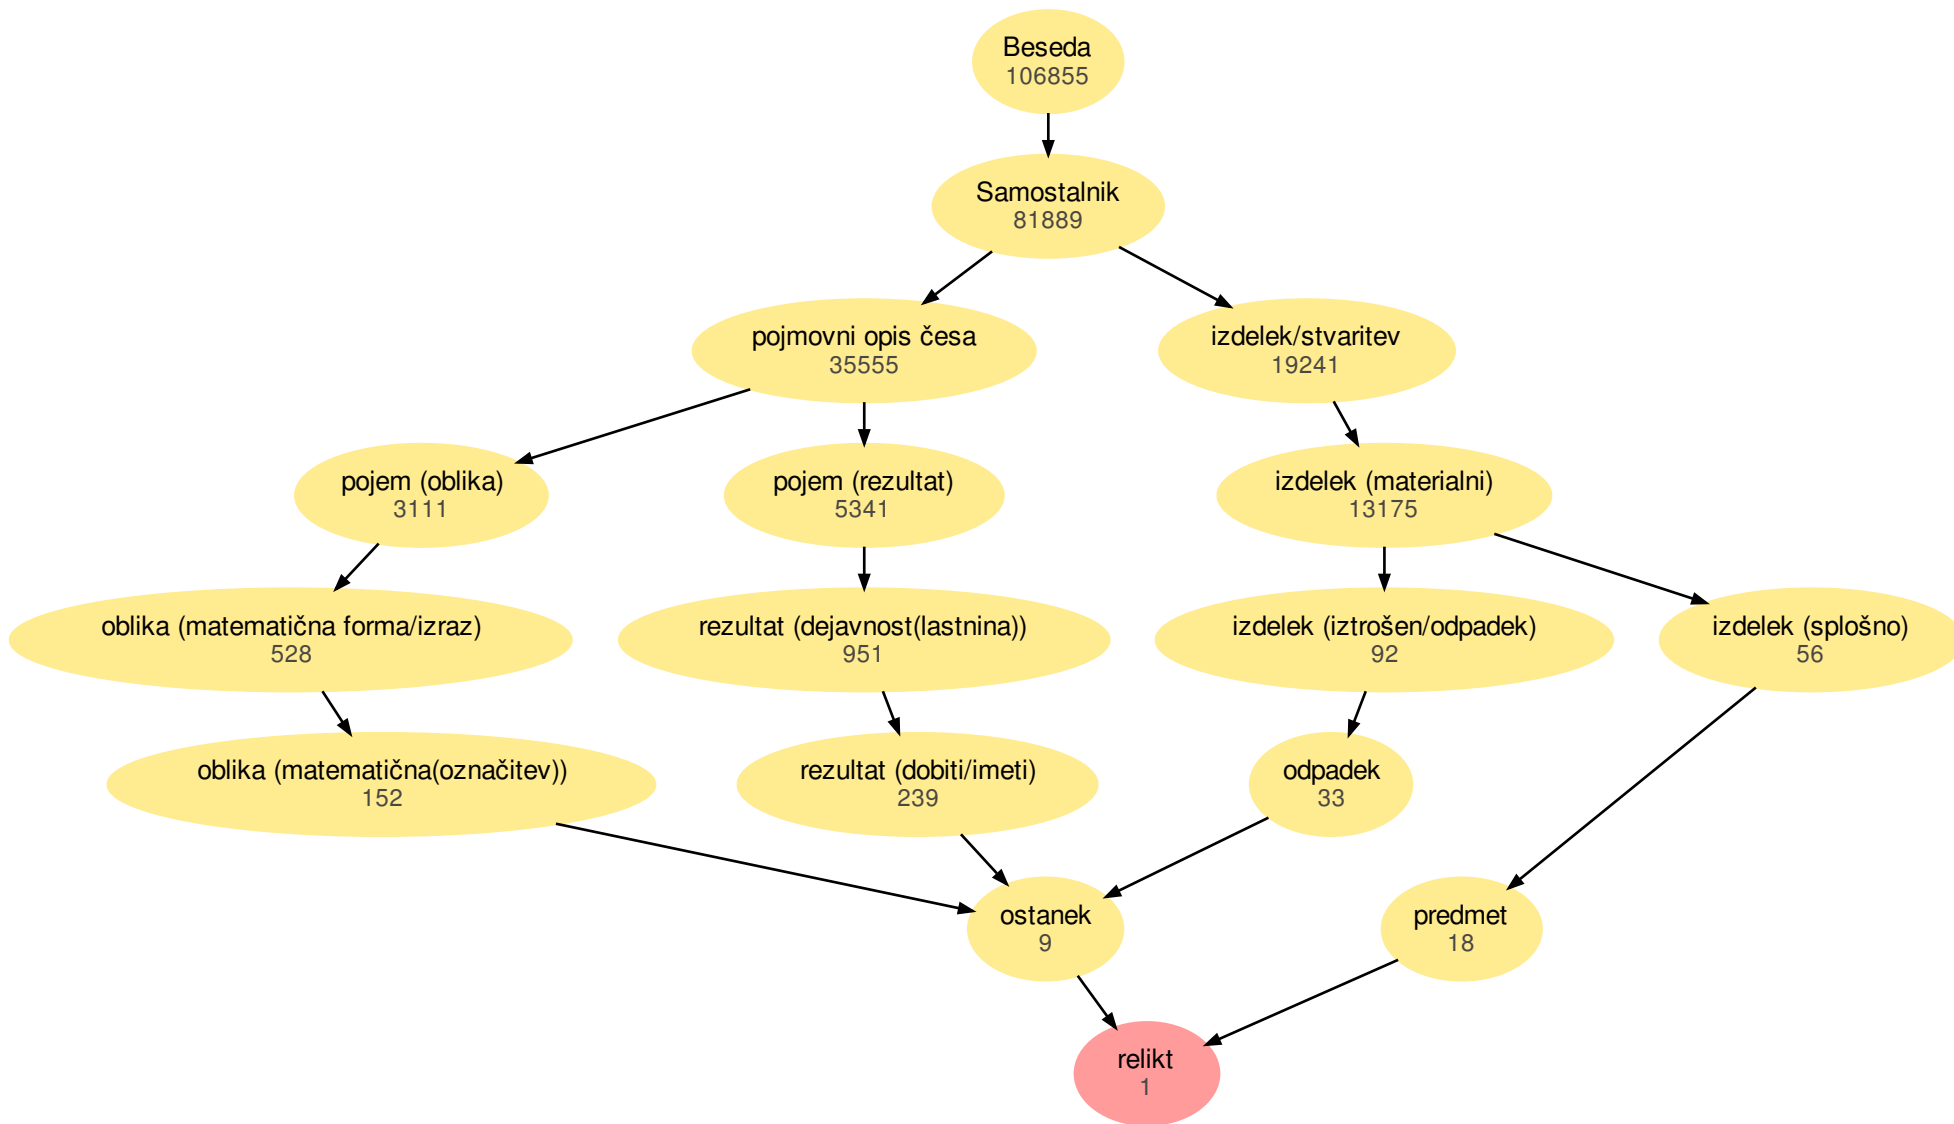 Beseda
106855
Samostalnik
81889
pojmovni opis česa
35555
izdelek/stvaritev
19241
pojem (oblika)
3111
pojem (rezultat)
5341
izdelek (materialni)
13175
oblika (matematična forma/izraz)
528
rezultat (dejavnost(lastnina))
951
izdelek (iztrošen/odpadek)
92
izdelek (splošno)
56
oblika (matematična(označitev))
152
rezultat (dobiti/imeti)
239
odpadek
33
ostanek
9
predmet
18
relikt
1